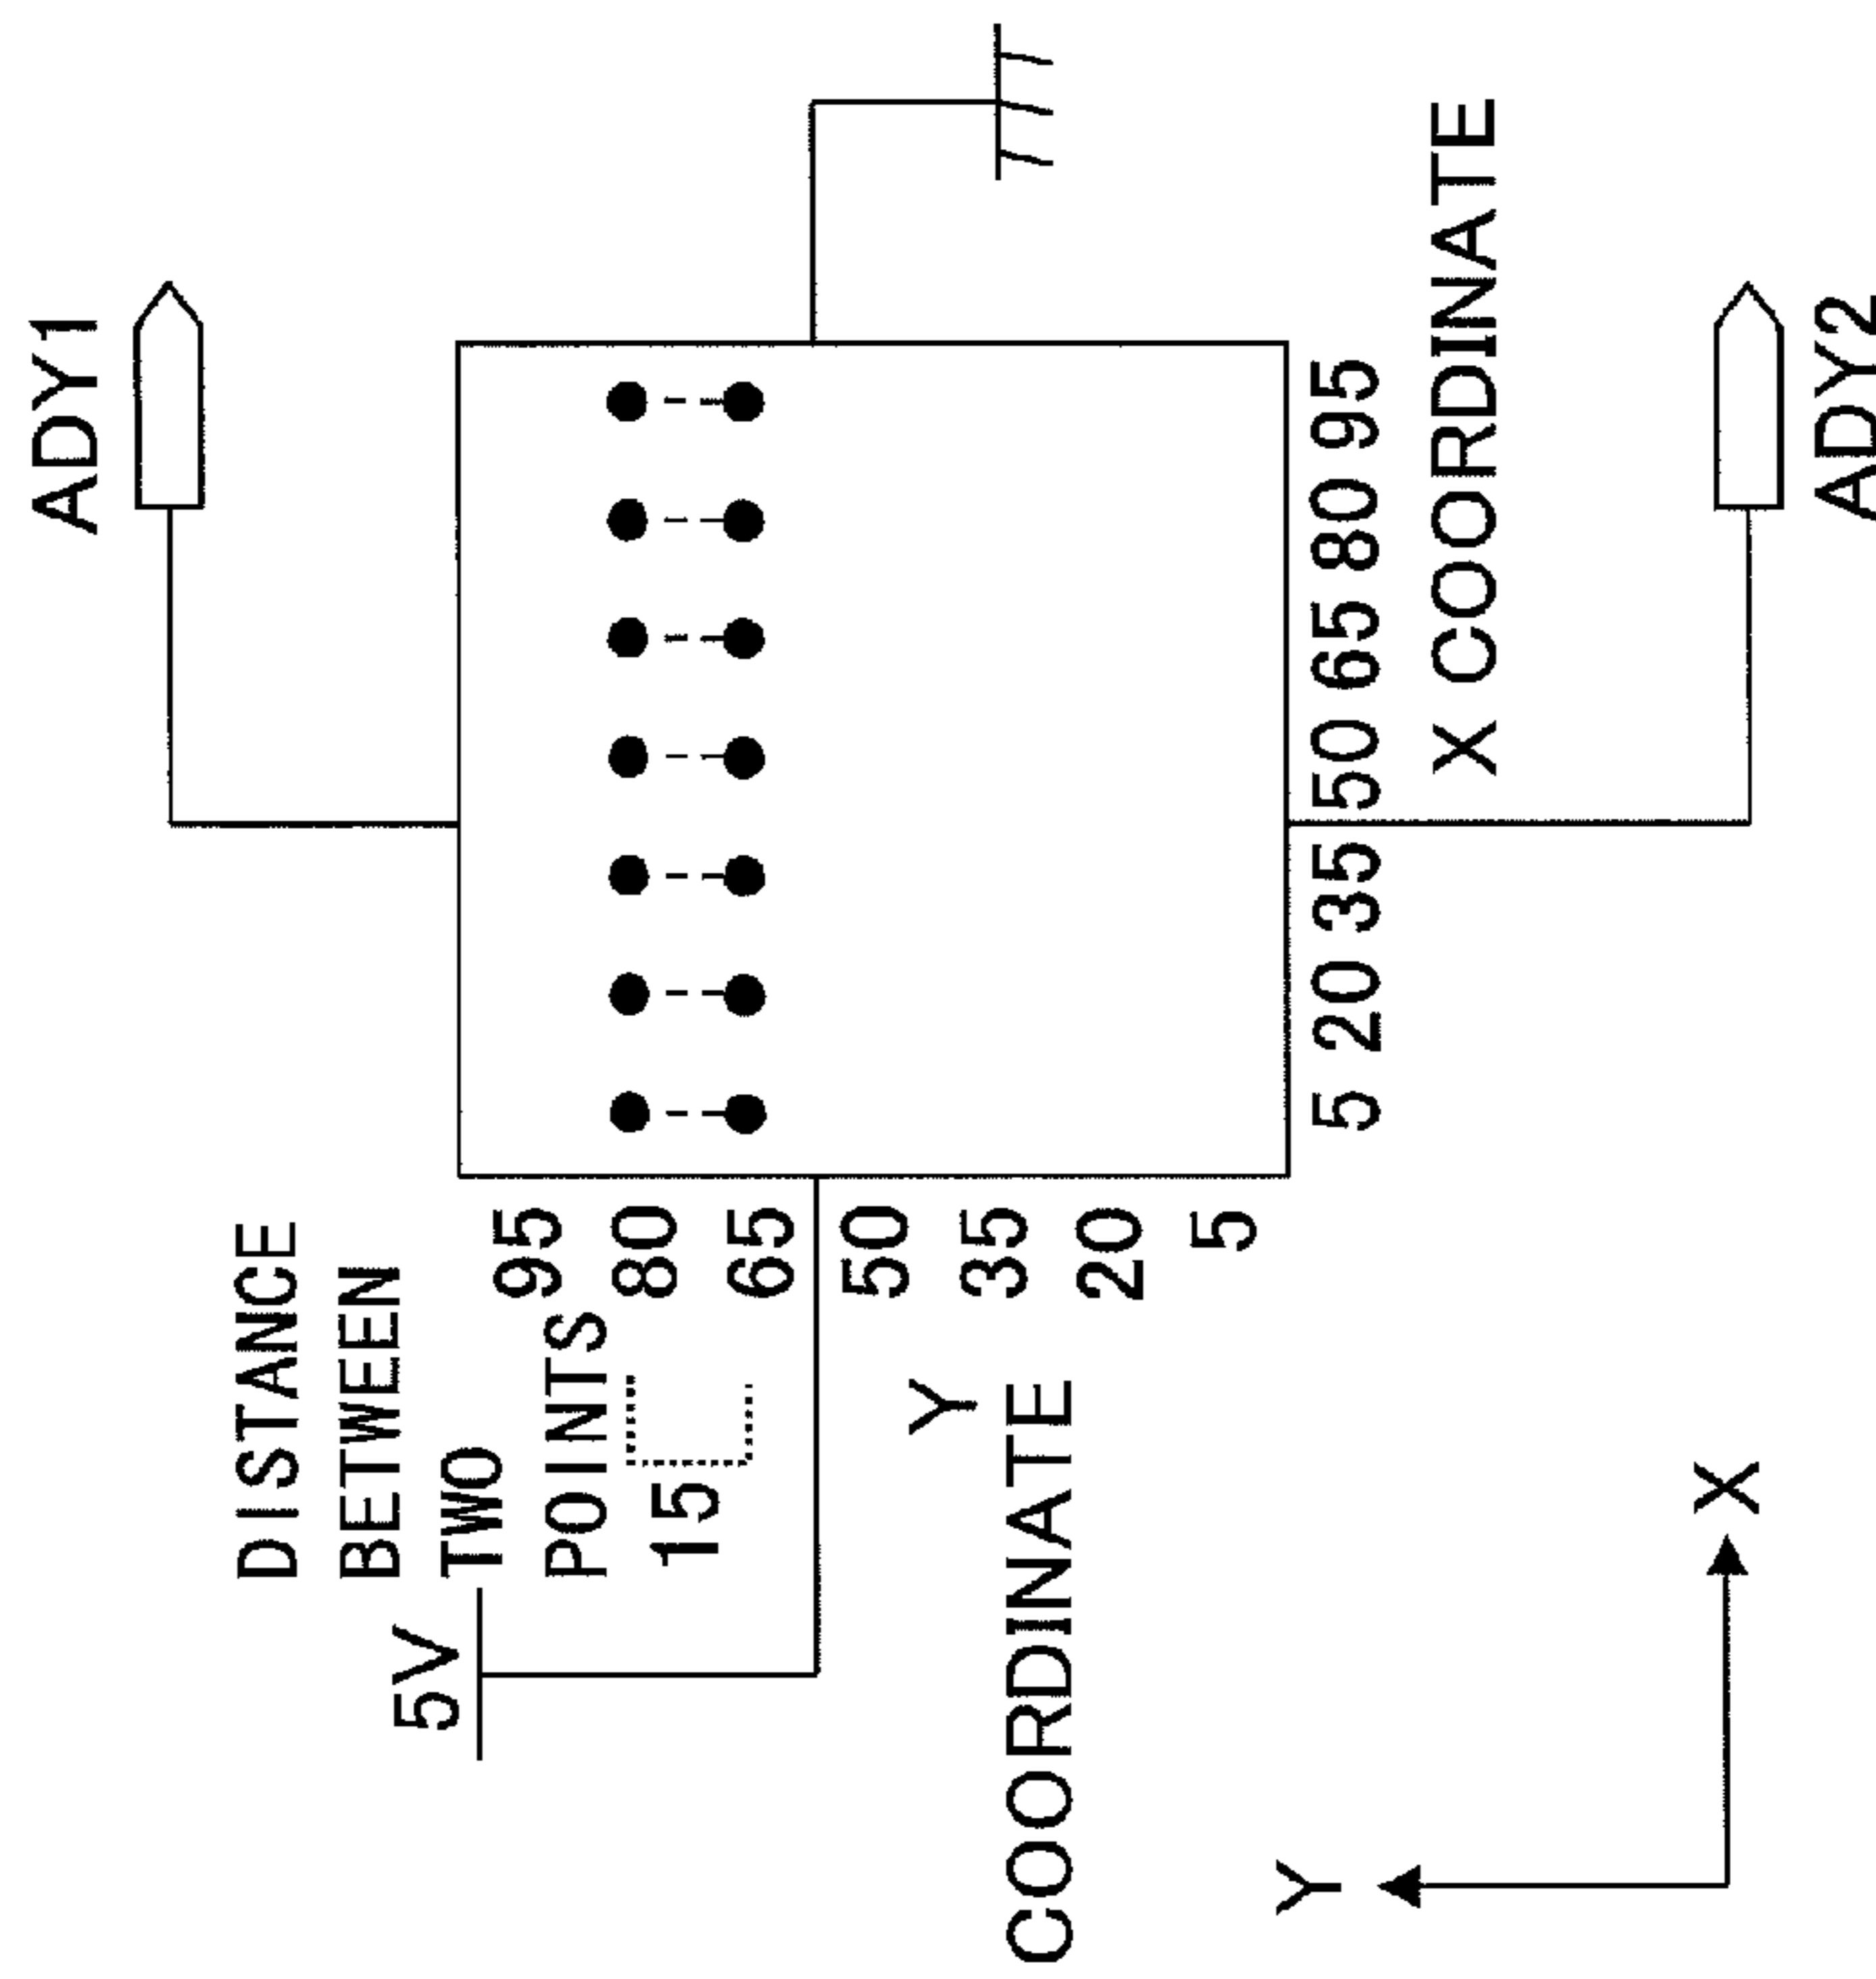 ADY1
DISTANCE
BETWEEN
TWO
POINTS
5V
15
95
80
65
50
35
20
5
Y
COORDINATE
5 20 35 50 65 80 95
X COORDINATE
Y
X
ADY2